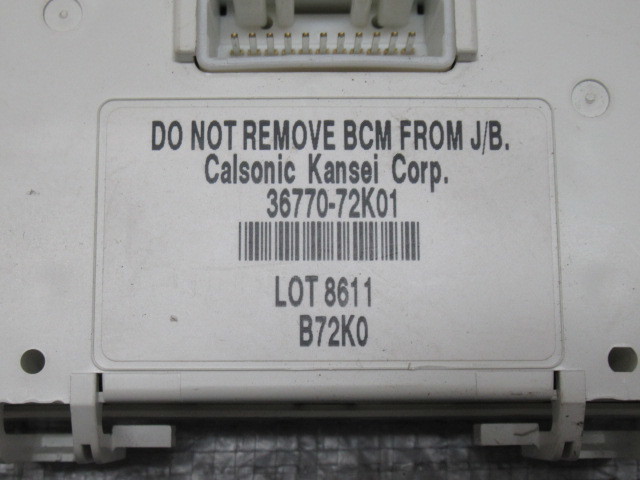 DO NOT REMOVE BCM FROM J/B.
Calsonic Kansei Corp.
36770-72K01
LOT 8611
B72K0